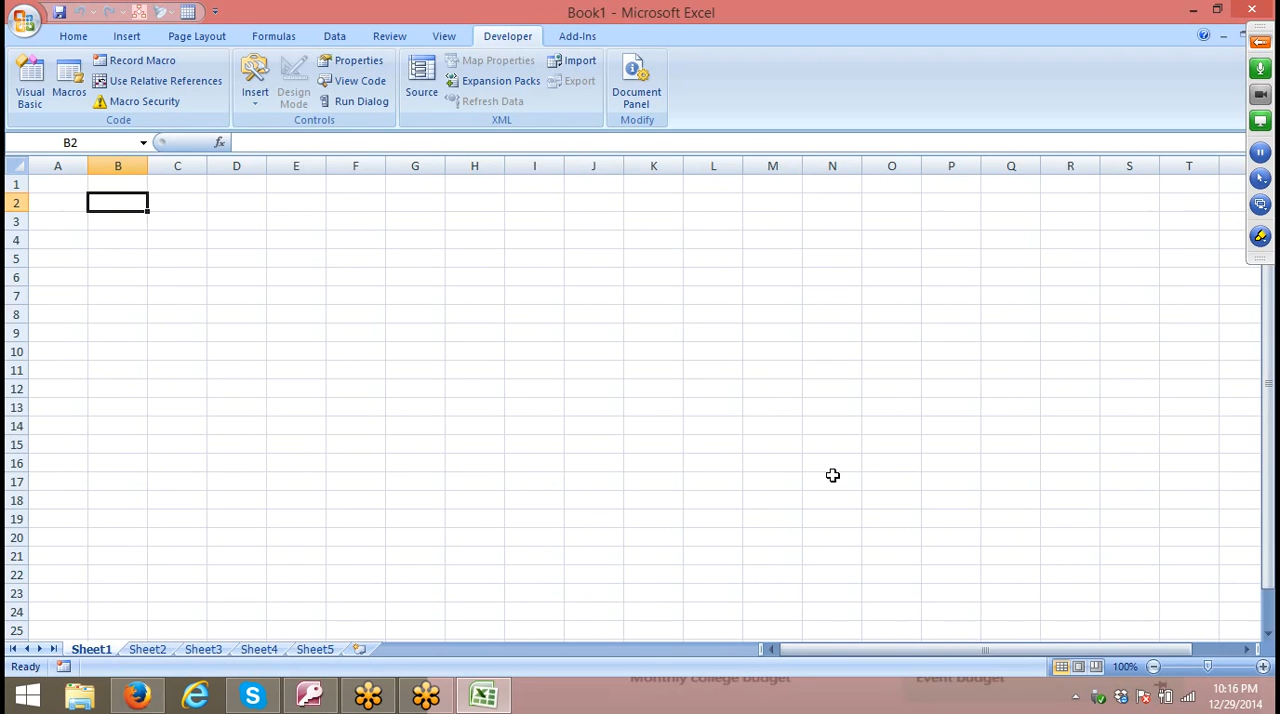 Book1 - Microsoft Excel
Home Insert Page Layout Formulas Data Review View Developer Add-Ins
Visual Basic
Macros
Record Macro
Use Relative References
Macro Security
Code
Insert
Design Mode
Properties
View Code
Run Dialog
Controls
Source
Map Properties
Expansion Packs
Refresh Data
Import
Export
XML
Document Panel
Modify
B2 fx
A B C D E F G H I J K L M N O P Q R S T
1
2
3
4
5
6
7
8
9
10
11
12
13
14
15
16
17
18
19
20
21
22
23
24
25
Sheet1 Sheet2 Sheet3 Sheet4 Sheet5
Ready 100%
Monthly college budget Event budget
10:16 PM
12/29/2014